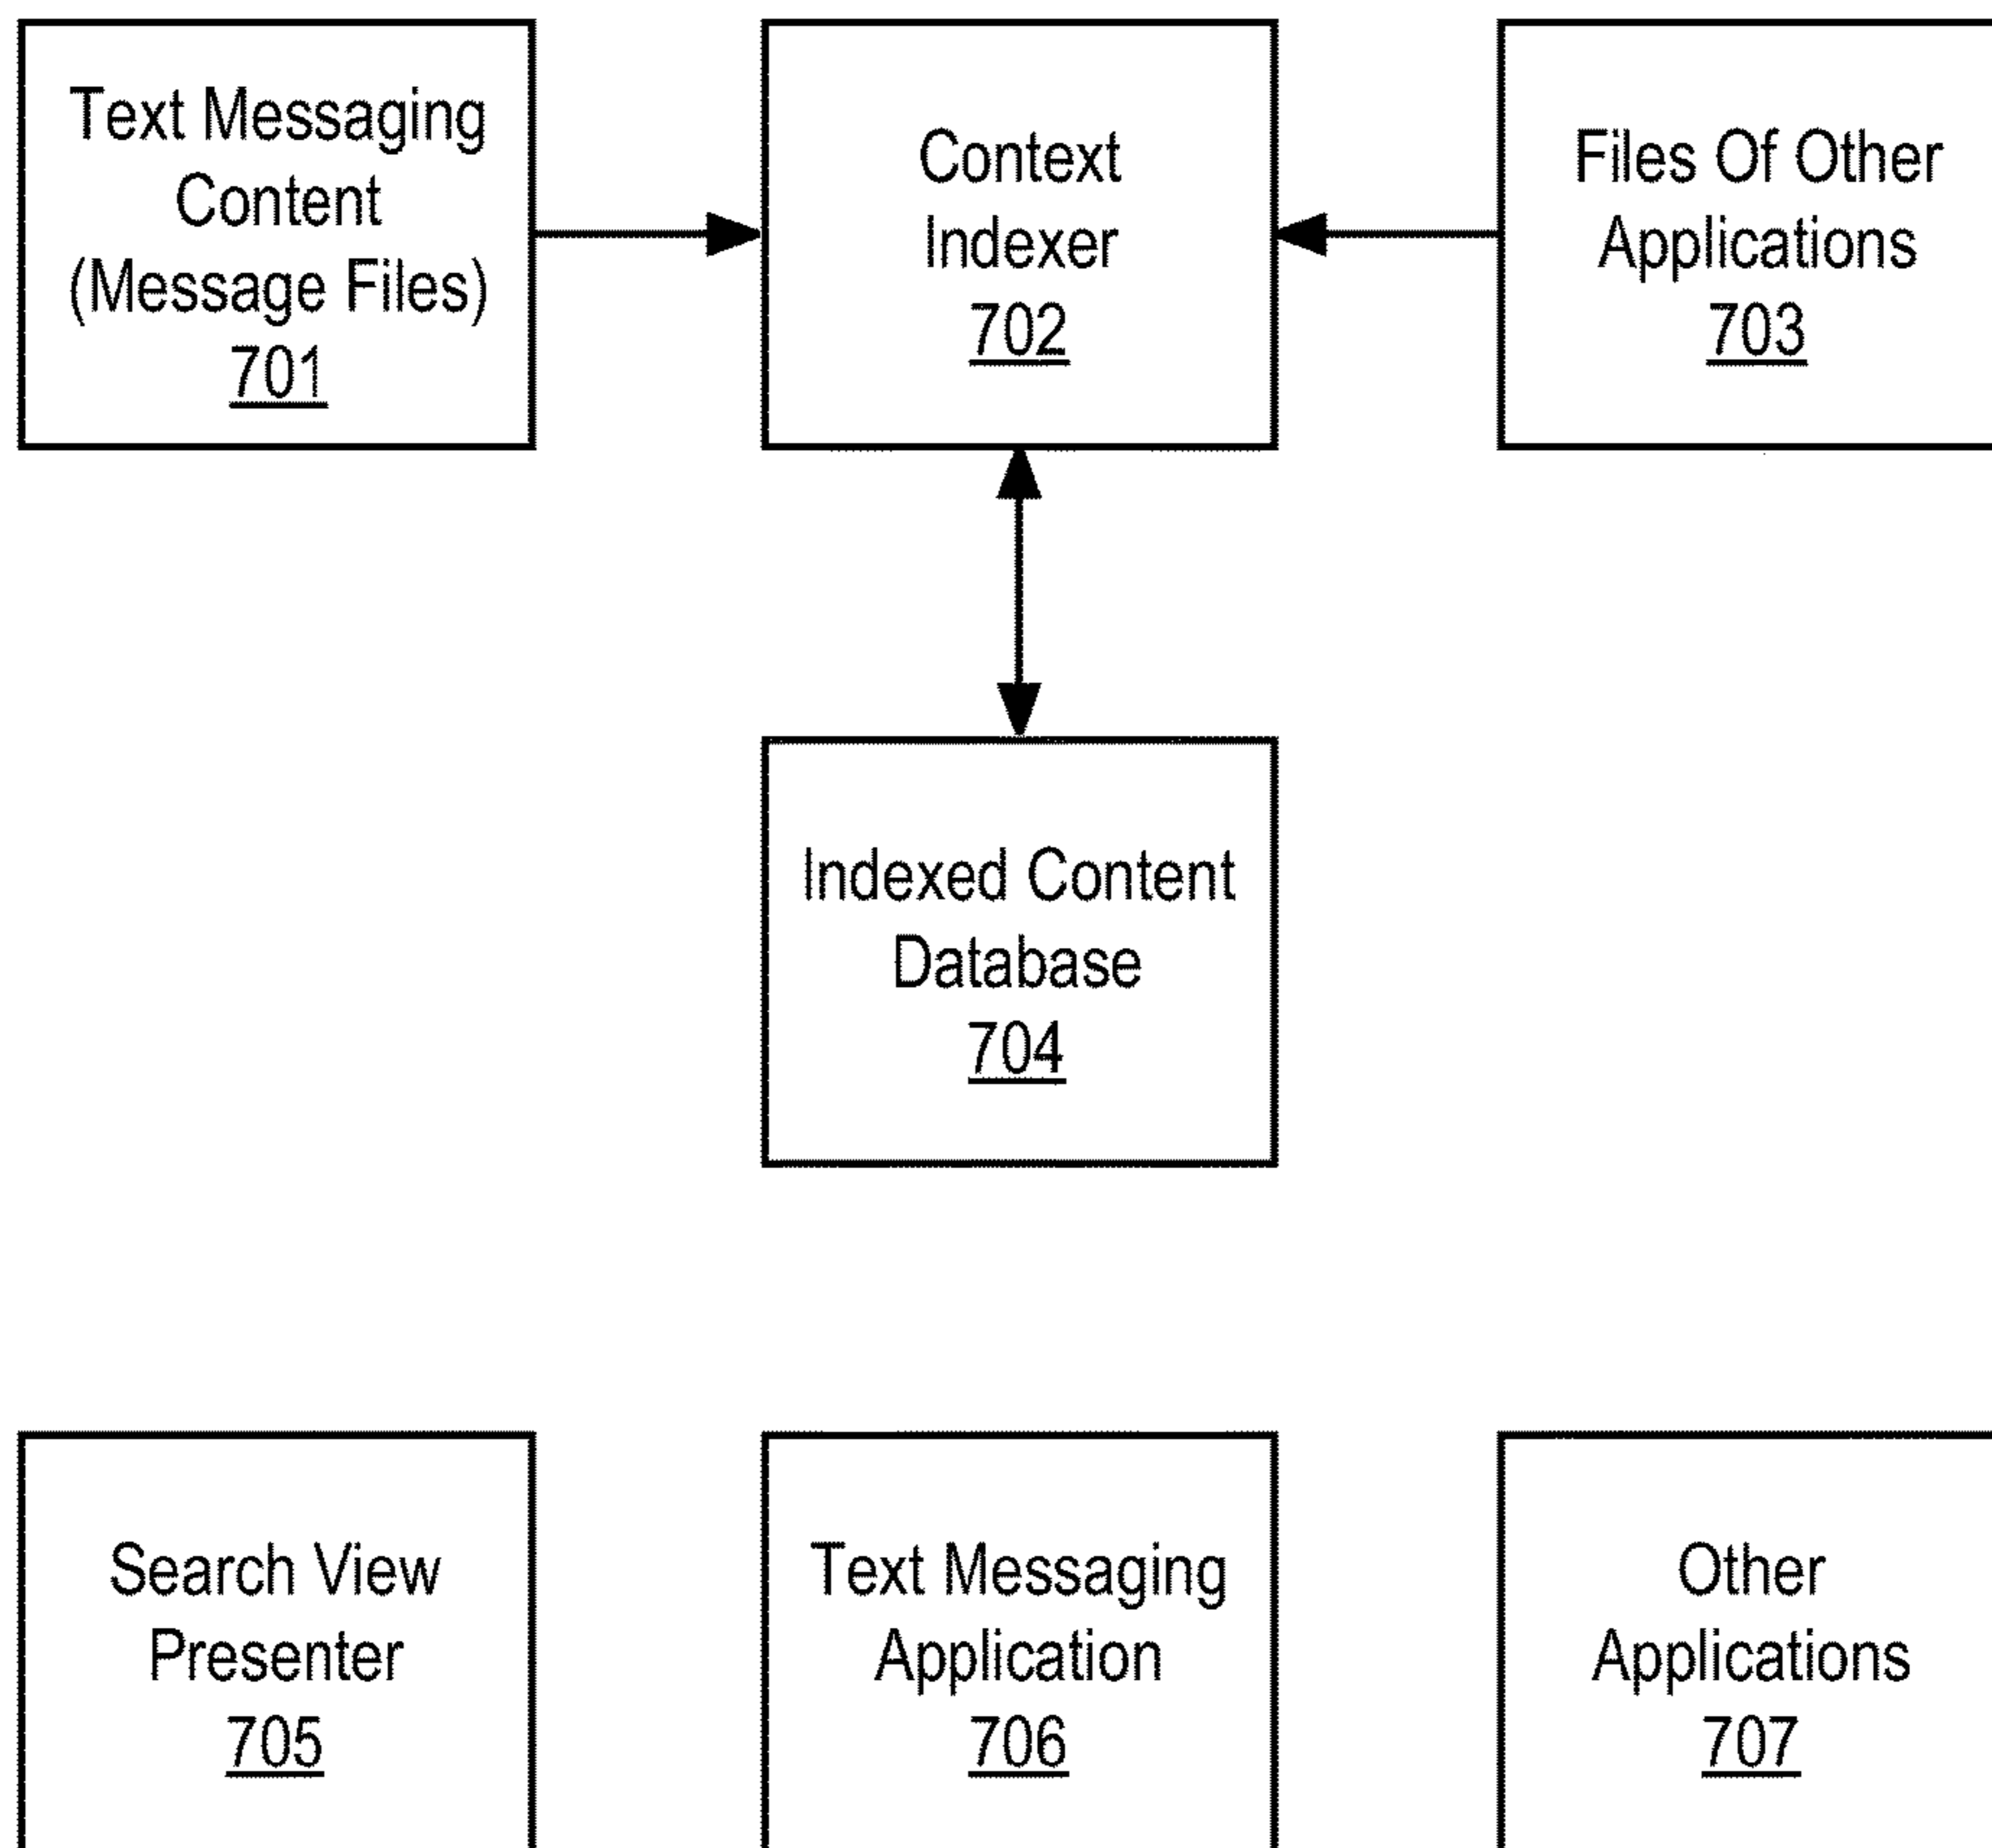 Text Messaging
Content
(Message Files)
701
Context
Indexer
702
Files Of Other
Applications
703
Indexed Content
Database
704
Search View
Presenter
705
Text Messaging
Application
706
Other
Applications
707